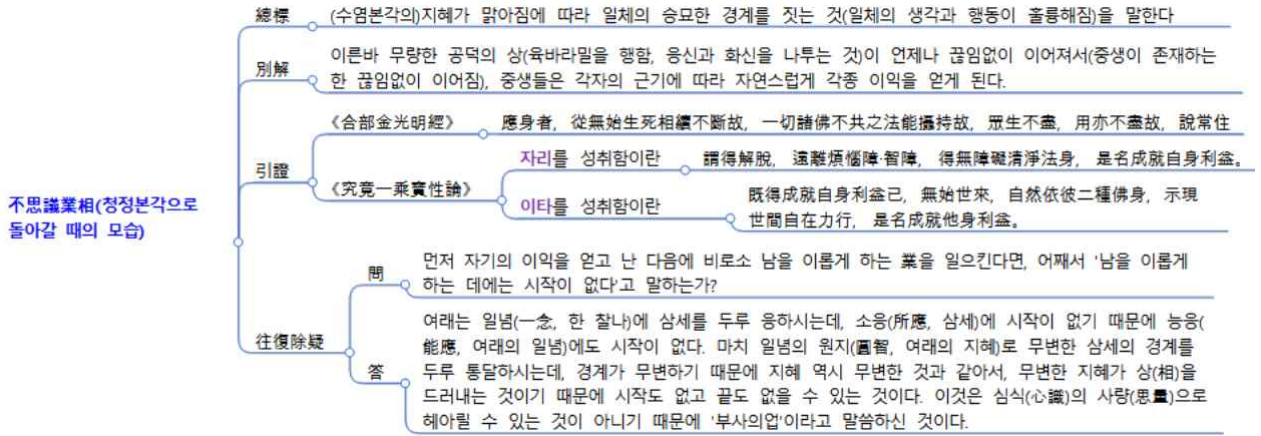 總標
(수염본각의)지혜가 맑아짐에 따라 일체의 승묘한 경계를 짓는 것(일체의 생각과 행동이 훌륭해짐)을 말한다
別解
이른바 무량한 공덕의 상(육바라밀을 행함, 응신과 화신을 나투는 것)이 언제나 끊임없이 이어져서(중생이 존재하는
한 끊임없이 이어짐), 중생들은 각자의 근기에 따라 자연스럽게 각종 이익을 얻게 된다.
引證
《合部金光明經》
應身者, 從無始生死相續不斷故, 一切諸佛不共之法能攝持故, 眾生不盡, 用亦不盡故, 說常住
《究竟一乘寶性論》
자리를 성취함이란
謂得解脫, 遠離煩惱障·智障, 得無障礙清淨法身, 是名成就自身利益。
이타를 성취함이란
既得成就自身利益已, 無始世來, 自然依彼二種佛身, 示現
世間自在力行, 是名成就他身利益。
不思議業相(청정본각으로
돌아갈 때의 모습)
往復除疑
問
먼저 자기의 이익을 얻고 난 다음에 비로소 남을 이롭게 하는 業을 일으킨다면, 어째서 '남을 이롭게
하는 데에는 시작이 없다'고 말하는가?
答
여래는 일념(一念, 한 찰나)에 삼세를 두루 응하시는데, 소응(所應, 삼세)에 시작이 없기 때문에 능응(
能應, 여래의 일념)에도 시작이 없다. 마치 일념의 원지(圓智, 여래의 지혜)로 무변한 삼세의 경계를
두루 통달하시는데, 경계가 무변하기 때문에 지혜 역시 무변한 것과 같아서, 무변한 지혜가 상(相)을
드러내는 것이기 때문에 시작도 없고 끝도 없을 수 있는 것이다. 이것은 심식(心識)의 사량(思量)으로
헤아릴 수 있는 것이 아니기 때문에 '부사의업'이라고 말씀하신 것이다.